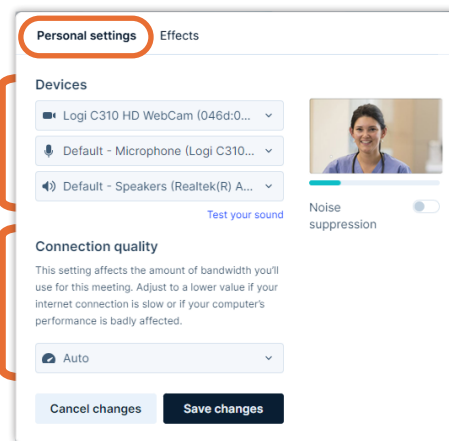 Personal settings Effects
Devices
Logi C310 HD WebCam (046d:0...
Default - Microphone (Logi C310...
Default - Speakers (Realtek(R) A...
Test your sound
Noise
suppression
Connection quality
This setting affects the amount of bandwidth you'll
use for this meeting. Adjust to a lower value if your
internet connection is slow or if your computer's
performance is badly affected.
Auto
Cancel changes Save changes